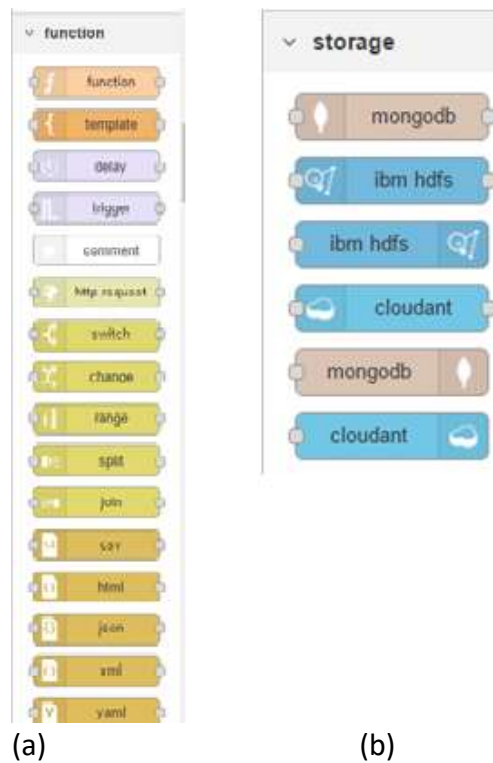 function
function
template
delay
trigger
comment
http request
switch
change
range
split
join
csv
html
json
xml
yaml
(a)
storage
mongodb
ibm hdfs
ibm hdfs
cloudant
mongodb
cloudant
(b)